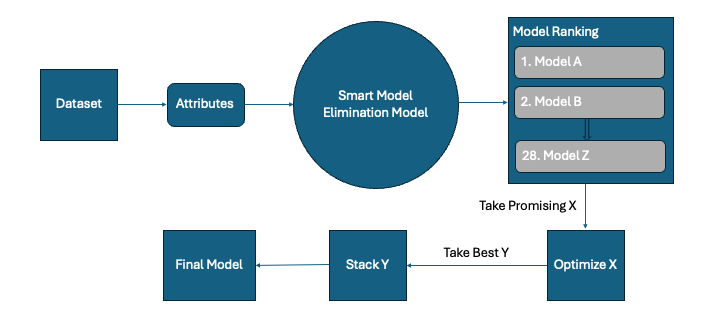 Model Ranking
1. Model A
Smart Model
Elimination Model
Dataset
Attributes
2. Model B
28. Model Z
Take Promising X
Take Best Y
Final Model
Stack Y
Optimize X